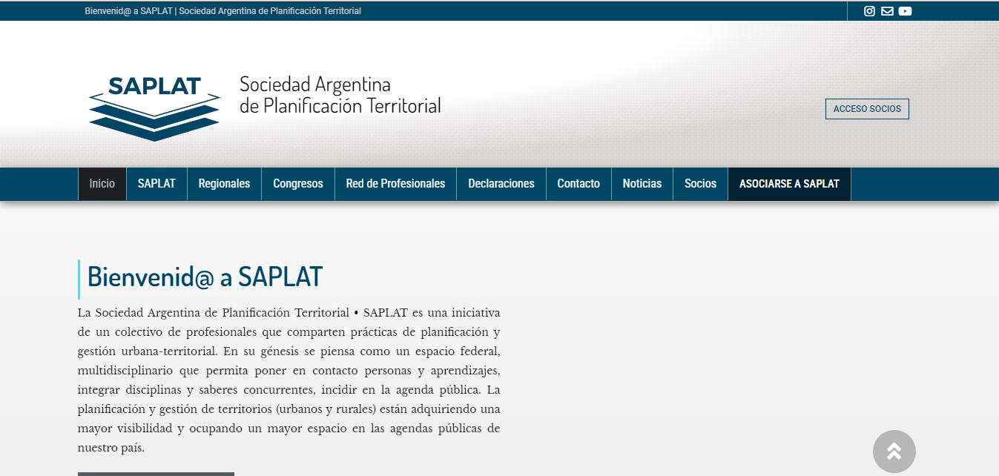 Bienvenid@ a SAPLAT | Sociedad Argentina de Planificación Territorial
SAPLAT
Sociedad Argentina
de Planificación Territorial
ACCESO SOCIOS
Inicio SAPLAT Regionales Congresos Red de Profesionales Declaraciones Contacto Noticias Socios ASOCIARSE A SAPLAT
Bienvenid@ a SAPLAT
La Sociedad Argentina de Planificación Territorial • SAPLAT es una iniciativa
de un colectivo de profesionales que comparten prácticas de planificación y
gestión urbana-territorial. En su génesis se piensa como un espacio federal,
multidisciplinario que permita poner en contacto personas y aprendizajes,
integrar disciplinas y saberes concurrentes, incidir en la agenda pública. La
planificación y gestión de territorios (urbanos y rurales) están adquiriendo una
mayor visibilidad y ocupando un mayor espacio en las agendas públicas de
nuestro país.